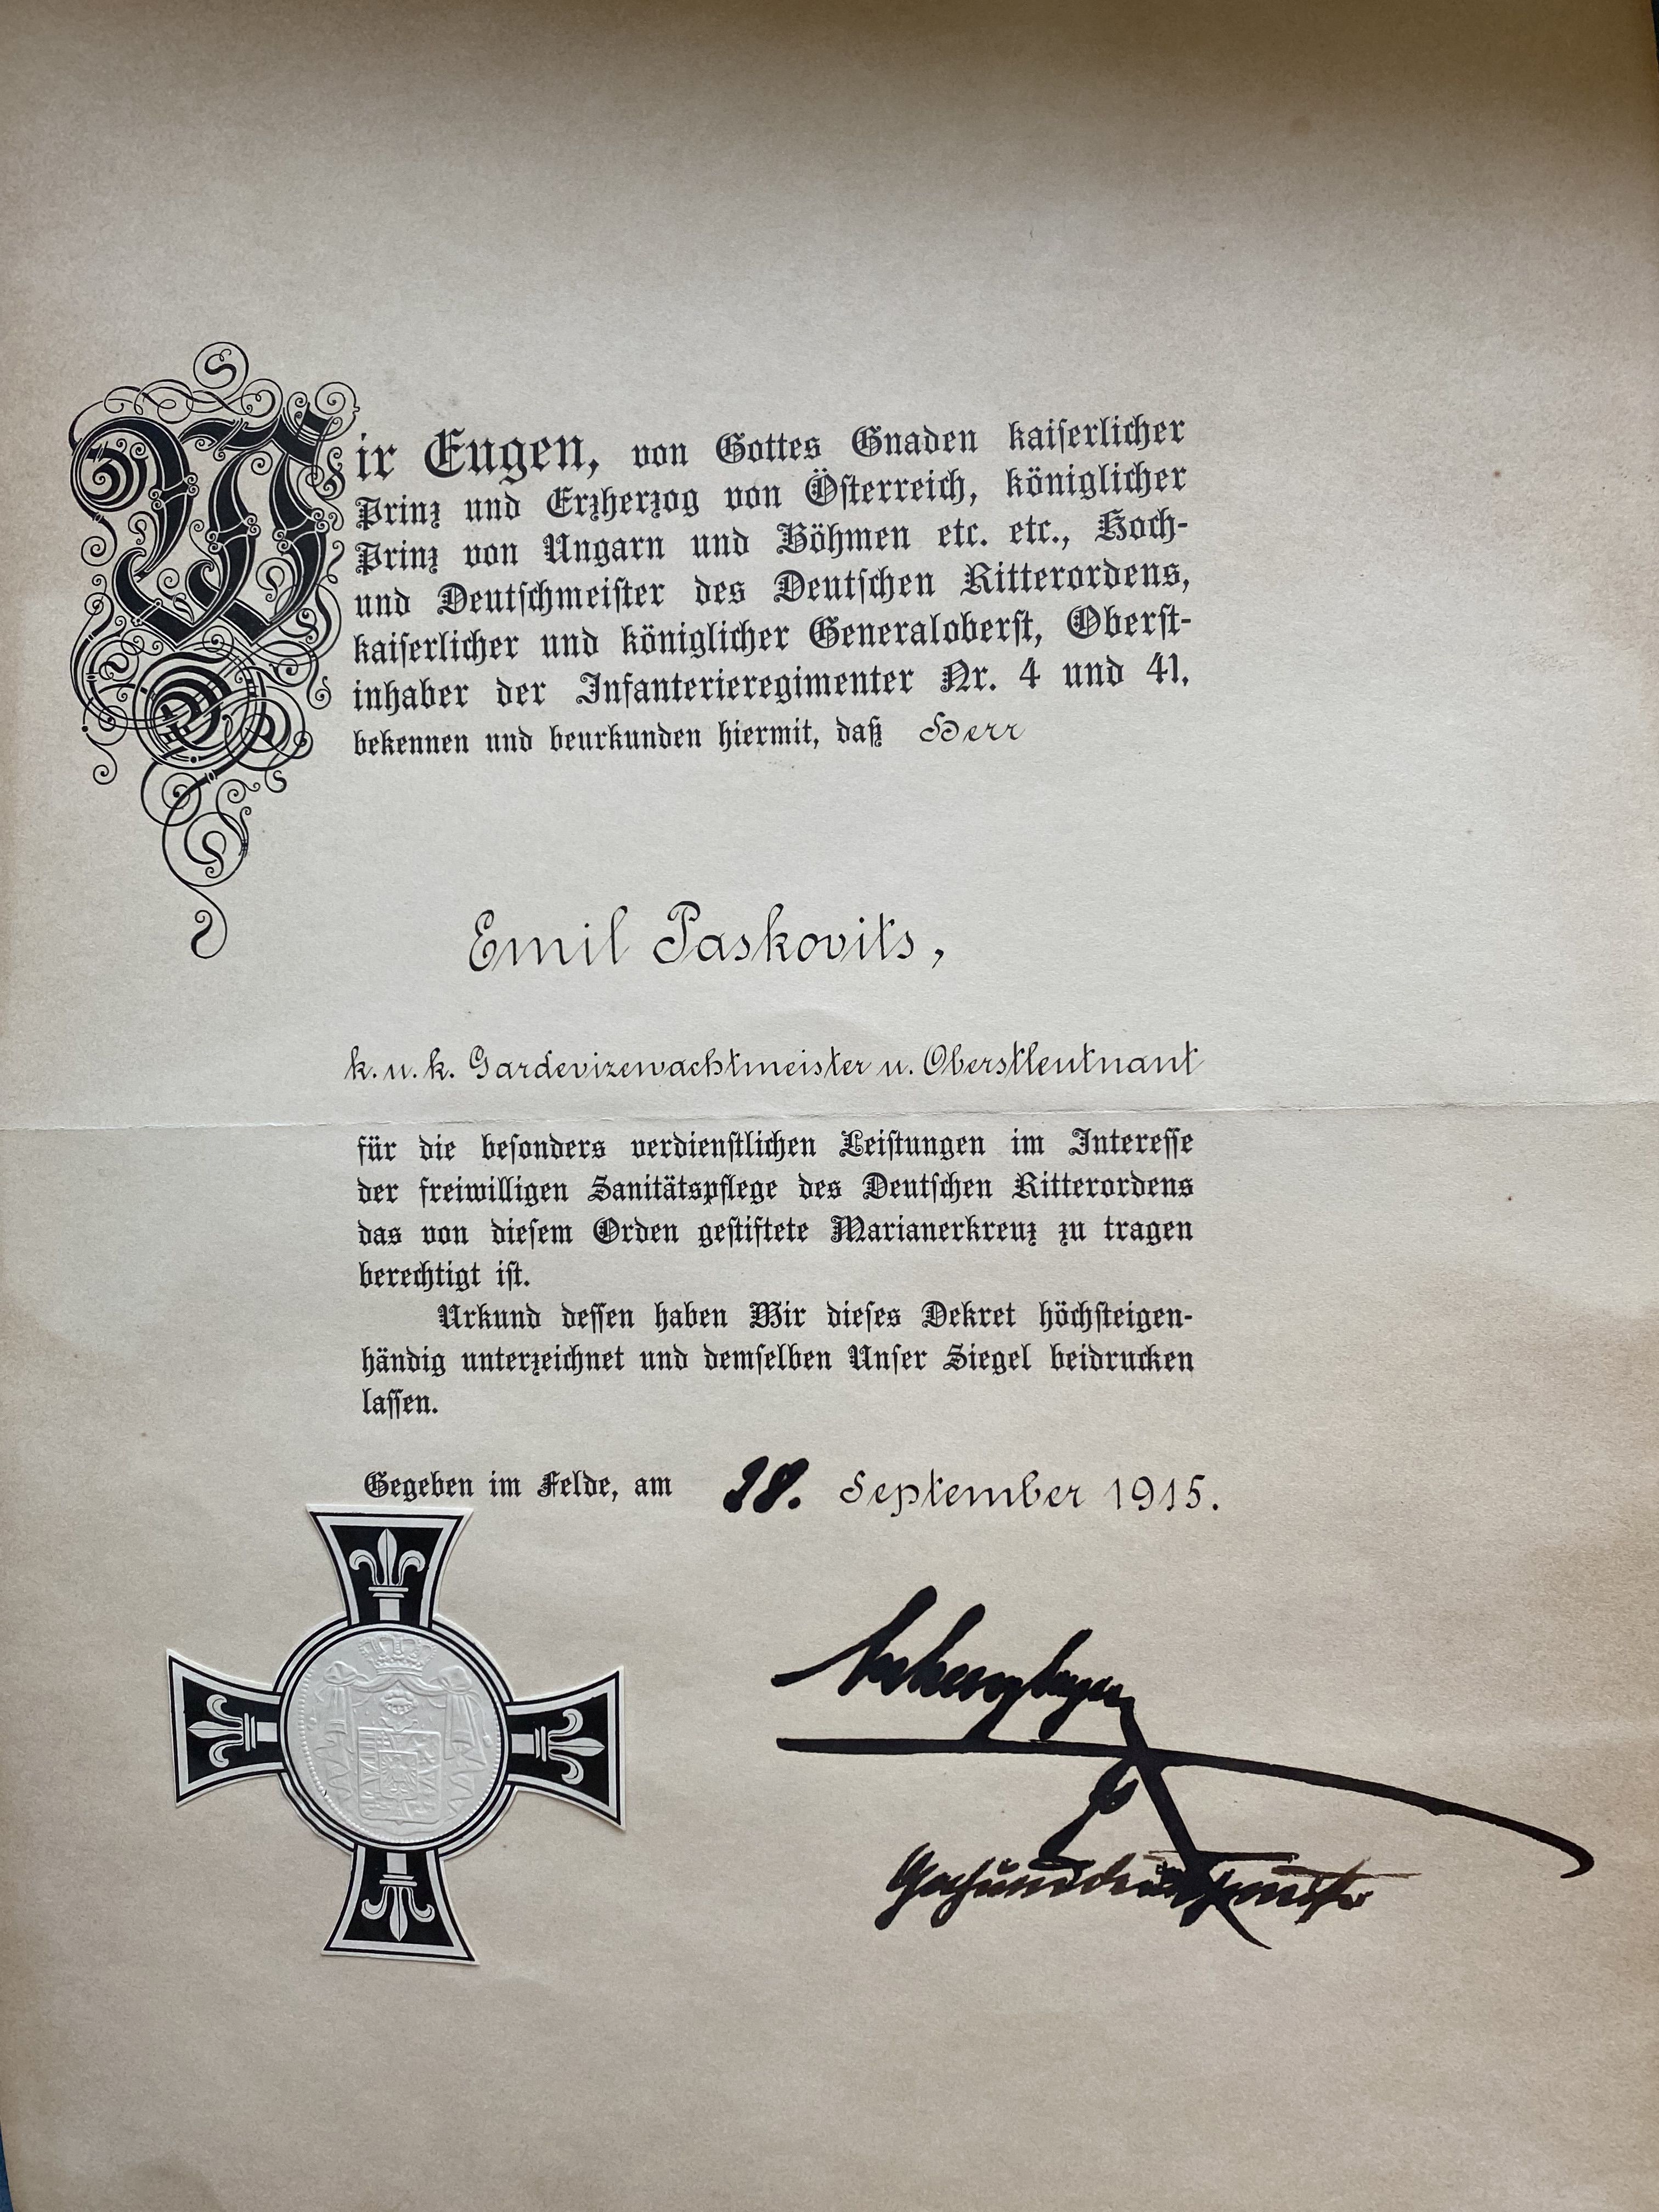 Wir Eugen, von Gottes Gnaden kaiserlicher
Prinz und Erzherzog von Österreich, königlicher
Prinz von Ungarn und Böhmen etc. etc., Hoch-
und Deutschmeister des Deutschen Ritterordens,
kaiserlicher und königlicher Generaloberst, Oberst-
inhaber der Infanterieregimenter Nr. 4 und 41,
bekennen und beurkunden hiermit, daß Herr
Emil Paskovits,
k. u. k. Gardevizewachtmeister u. Oberstleutnant
für die besonders verdienstlichen Leistungen im Interesse
der freiwilligen Sanitätspflege des Deutschen Ritterordens
das von diesem Orden gestiftete Marianerkreuz zu tragen
berechtigt ist.
Urkund dessen haben Wir dieses Dekret höchsteigen-
händig unterzeichnet und demselben Unser Siegel beidrucken
lassen.
Gegeben im Felde, am 28. September 1915.